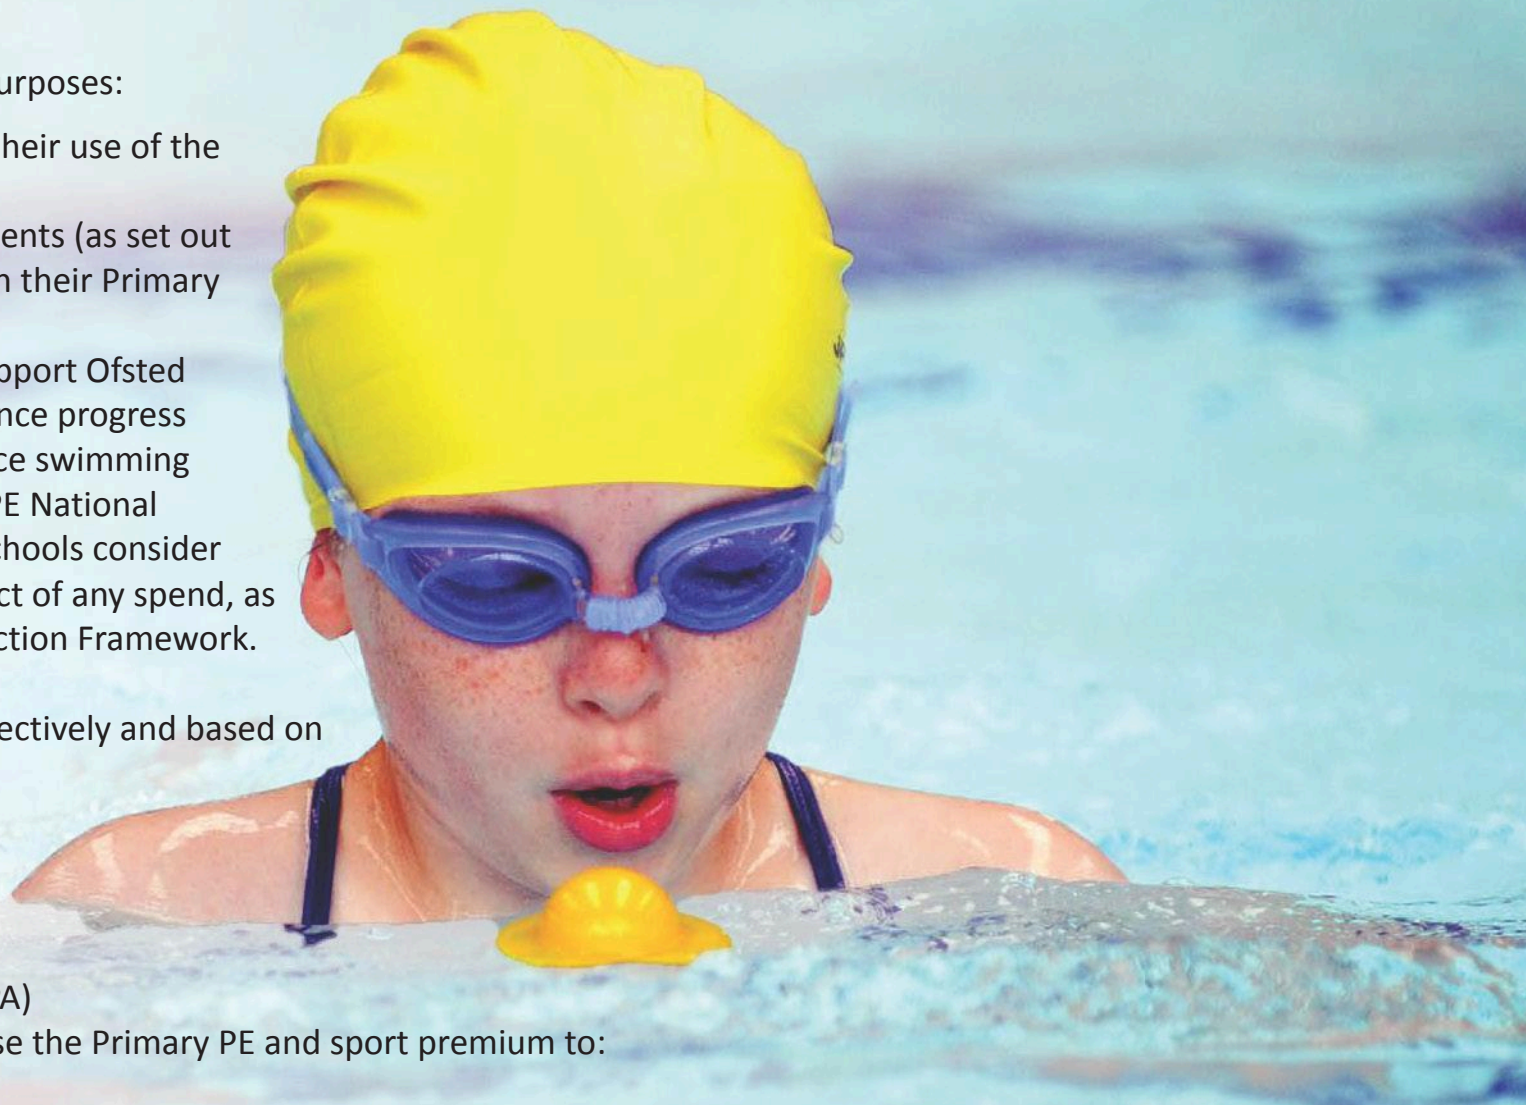 urposes:
heir use of the
ents (as set out
n their Primary
pport Ofsted
nce progress
ce swimming
PE National
chools consider
ct of any spend, as
ction Framework.
ectively and based on
A)
se the Primary PE and sport premium to: